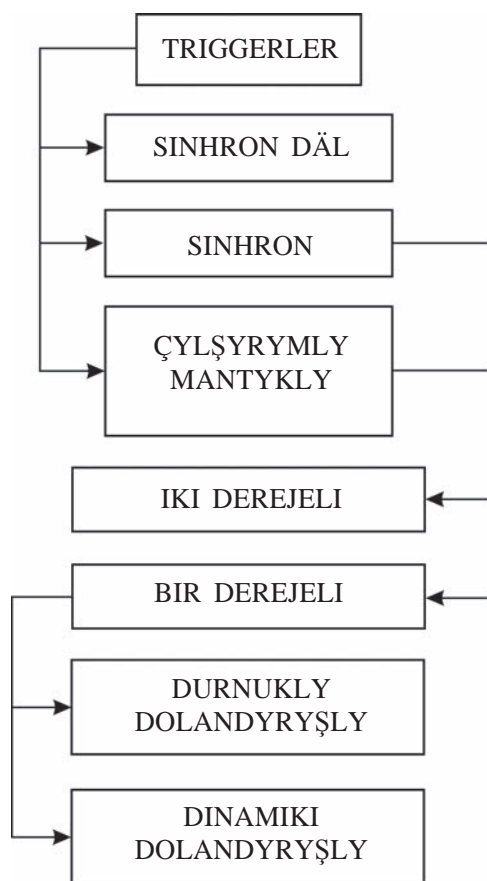 TRIGGERLER
SINHRON DÄL
SINHRON
ÇYLŞYRYMLY
MANTYKLY
IKI DEREJELI
BIR DEREJELI
DURNUKLY
DOLANDYRYŞLY
DINAMIKI
DOLANDYRYŞLY